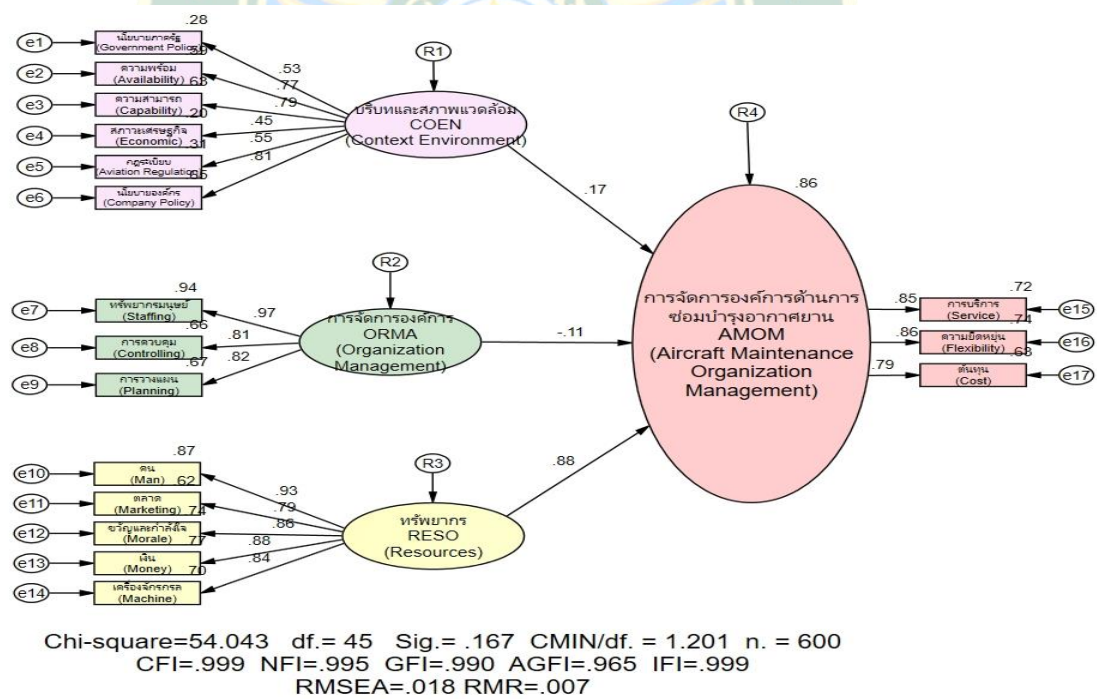 .28
e1
นโยบายภาครัฐ
(Government Policy)
.59
e2
ความพร้อม
(Availability)
.63
e3
ความสามารถ
(Capability)
.20
e4
สภาวะเศรษฐกิจ
(Economic)
.31
e5
กฎระเบียบ
(Aviation Regulation)
.65
e6
นโยบายองค์กร
(Company Policy)
.53
.77
.79
.45
.55
.81
R1
บริบทและสภาพแวดล้อม
COEN
(Context Environment)
.17
.94
e7
ทรัพยากรมนุษย์
(Staffing)
.66
e8
การควบคุม
(Controlling)
.67
e9
การวางแผน
(Planning)
.97
.81
.82
R2
การจัดการองค์การ
ORMA
(Organization
Management)
-.11
.87
e10
คน
(Man)
.62
e11
ตลาด
(Marketing)
.74
e12
ขวัญและกำลังใจ
(Morale)
.77
e13
เงิน
(Money)
.70
e14
เครื่องจักรกล
(Machine)
.93
.79
.86
.88
.84
R3
ทรัพยากร
RESO
(Resources)
.88
R4
.86
การจัดการองค์การด้านการ
ซ่อมบำรุงอากาศยาน
AMOM
(Aircraft Maintenance
Organization
Management)
.85
.86
.79
.72
การบริการ
(Service)
e15
.74
ความยืดหยุ่น
(Flexibility)
e16
.68
ต้นทุน
(Cost)
e17
Chi-square=54.043 df.= 45 Sig.= .167 CMIN/df. = 1.201 n. = 600
CFI=.999 NFI=.995 GFI=.990 AGFI=.965 IFI=.999
RMSEA=.018 RMR=.007